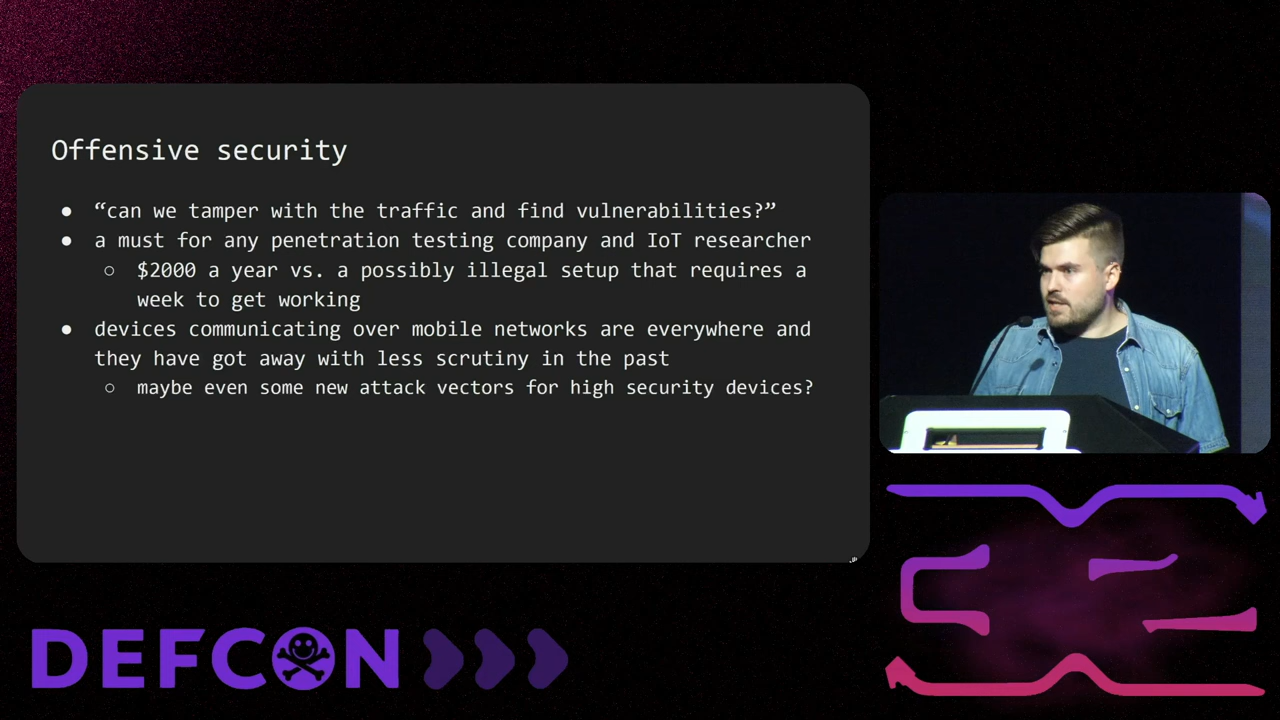 Offensive security
● “can we tamper with the traffic and find vulnerabilities?”
● a must for any penetration testing company and IoT researcher
○ $2000 a year vs. a possibly illegal setup that requires a
week to get working
● devices communicating over mobile networks are everywhere and
they have got away with less scrutiny in the past
○ maybe even some new attack vectors for high security devices?
DEFCON